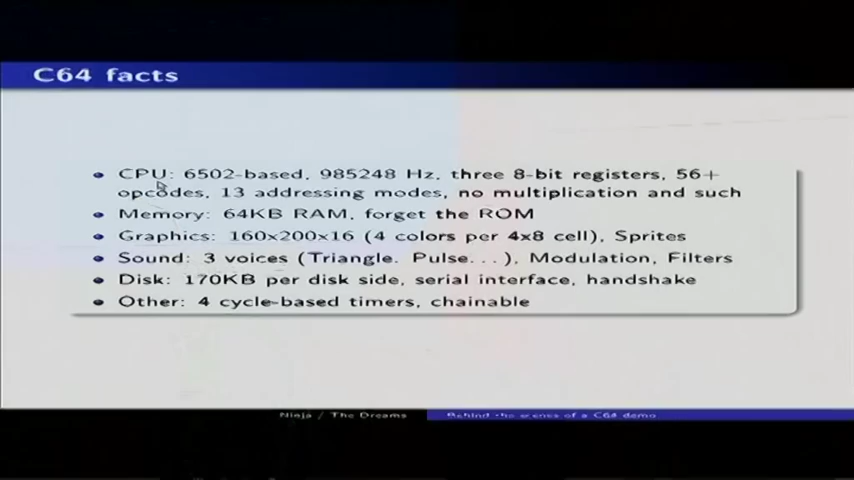 C64 facts
CPU: 6502-based, 985248 Hz, three 8-bit registers, 56+
opcodes, 13 addressing modes, no multiplication and such
Memory: 64KB RAM, forget the ROM
Graphics: 160x200x16 (4 colors per 4x8 cell), Sprites
Sound: 3 voices (Triangle, Pulse...), Modulation, Filters
Disk: 170KB per disk side, serial interface, handshake
Other: 4 cycle-based timers, chainable
Ninja / The Dreams
Behind the scenes of a C64 demo